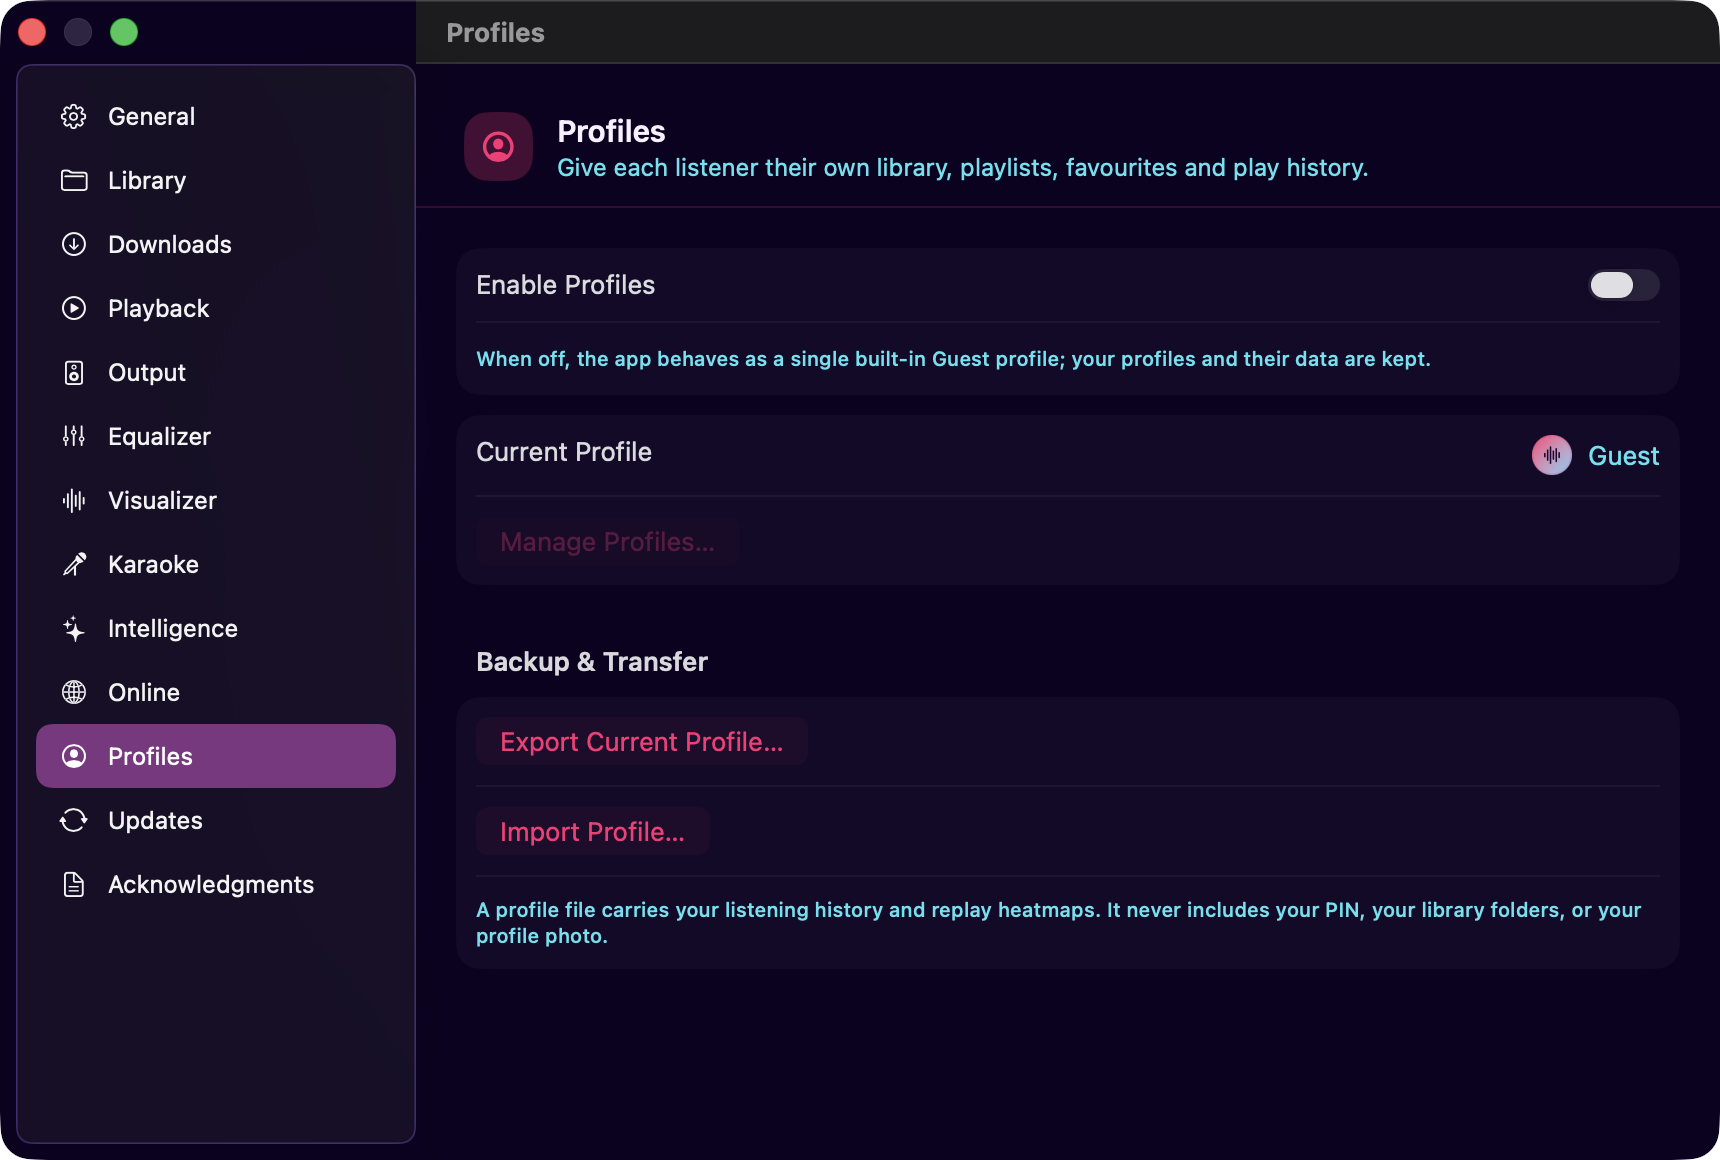 Profiles
General
Library
Downloads
Playback
Output
Equalizer
Visualizer
Karaoke
Intelligence
Online
Profiles
Updates
Acknowledgments
Profiles
Give each listener their own library, playlists, favourites and play history.
Enable Profiles
When off, the app behaves as a single built-in Guest profile; your profiles and their data are kept.
Current Profile
Guest
Manage Profiles...
Backup & Transfer
Export Current Profile...
Import Profile...
A profile file carries your listening history and replay heatmaps. It never includes your PIN, your library folders, or your
profile photo.